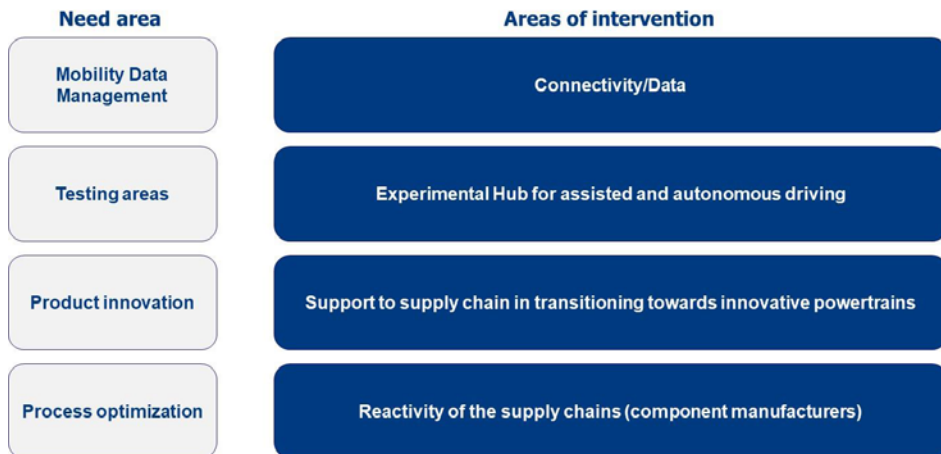 Need area
Areas of intervention
Mobility Data
Management
Connectivity/Data
Testing areas
Experimental Hub for assisted and autonomous driving
Product innovation
Support to supply chain in transitioning towards innovative powertrains
Process optimization
Reactivity of the supply chains (component manufacturers)